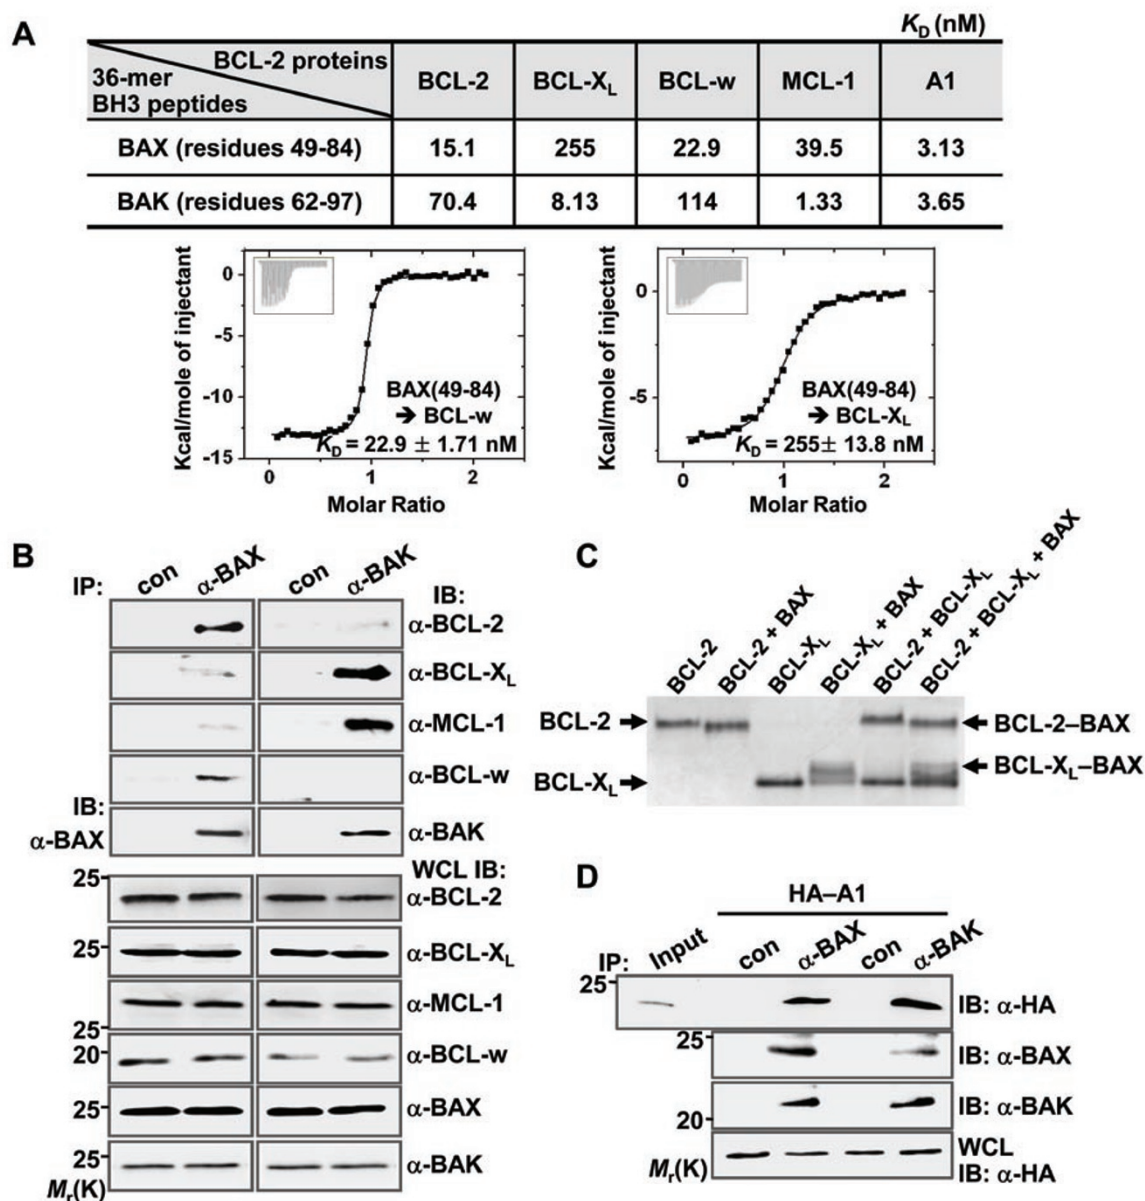 A
K_D (nM)
BCL-2 proteins
36-mer
BH3 peptides
BCL-2 BCL-X_L BCL-w MCL-1 A1
BAX (residues 49-84) 15.1 255 22.9 39.5 3.13
BAK (residues 62-97) 70.4 8.13 114 1.33 3.65
Kcal/mole of injectant
0
-5
-10
-15
0 1 2
Molar Ratio
BAX(49-84)
➔ BCL-w
K_D = 22.9 ± 1.71 nM
Kcal/mole of injectant
0
-5
0 1 2
Molar Ratio
BAX(49-84)
➔ BCL-X_L
K_D = 255± 13.8 nM
B
IP: con α-BAX con α-BAK
IB:
α-BCL-2
α-BCL-X_L
α-MCL-1
α-BCL-w
IB:
α-BAX
α-BAK
WCL IB:
25
α-BCL-2
25
α-BCL-X_L
α-MCL-1
25
20
α-BCL-w
25
α-BAX
25
α-BAK
M_r(K)
C
BCL-2
BCL-2 + BAX
BCL-X_L
BCL-X_L + BAX
BCL-2 + BCL-X_L
BCL-2 + BCL-X_L + BAX
BCL-2
BCL-2–BAX
BCL-X_L–BAX
BCL-X_L
D
HA–A1
IP: Input con α-BAX con α-BAK
25
IB: α-HA
25
IB: α-BAX
20
IB: α-BAK
M_r(K)
WCL
IB: α-HA